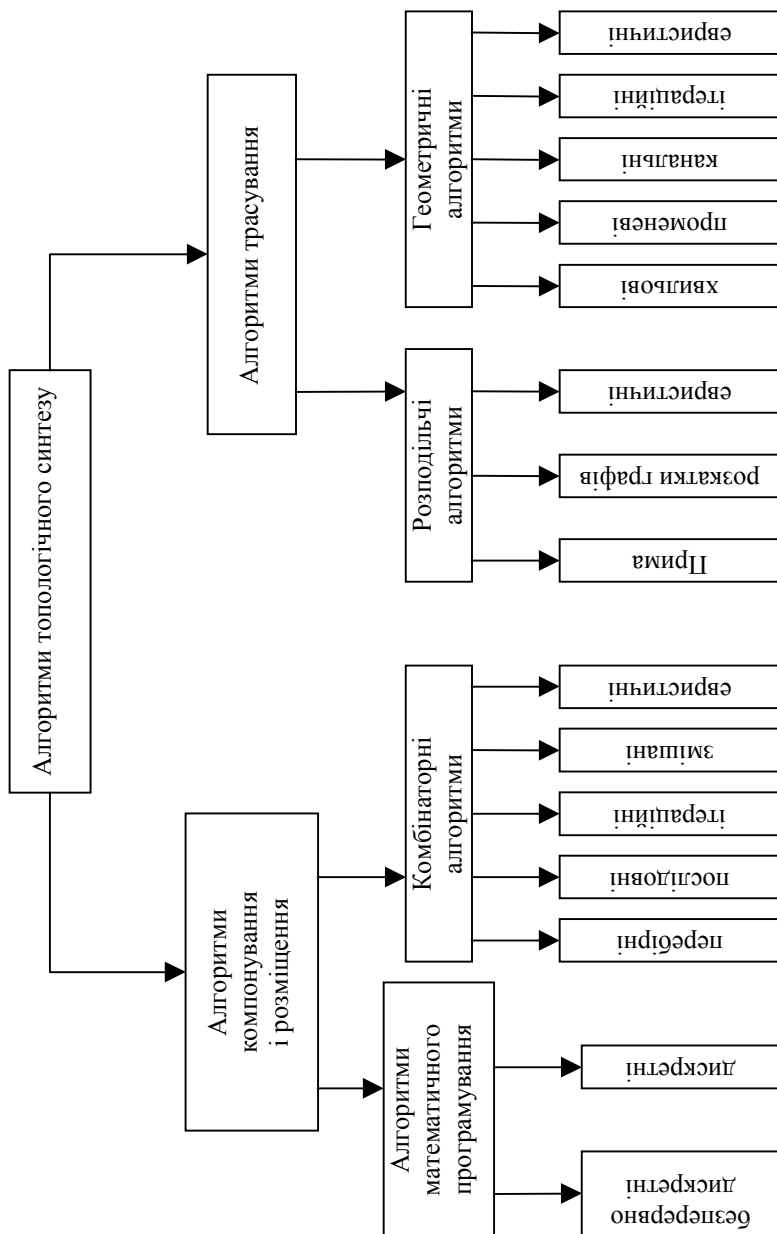 Алгоритми топологічного синтезу
Алгоритми
компонування
і розміщення
Алгоритми трасування
Алгоритми
математичного
програмування
Комбінаторні
алгоритми
Розподільчі
алгоритми
Геометричні
алгоритми
безперервно
дискретні
дискретні
перебірні
послідовні
ітераційні
змішані
евристичні
Прима
розкатки графів
евристичні
хвильові
променеві
канальні
ітераційні
евристичні